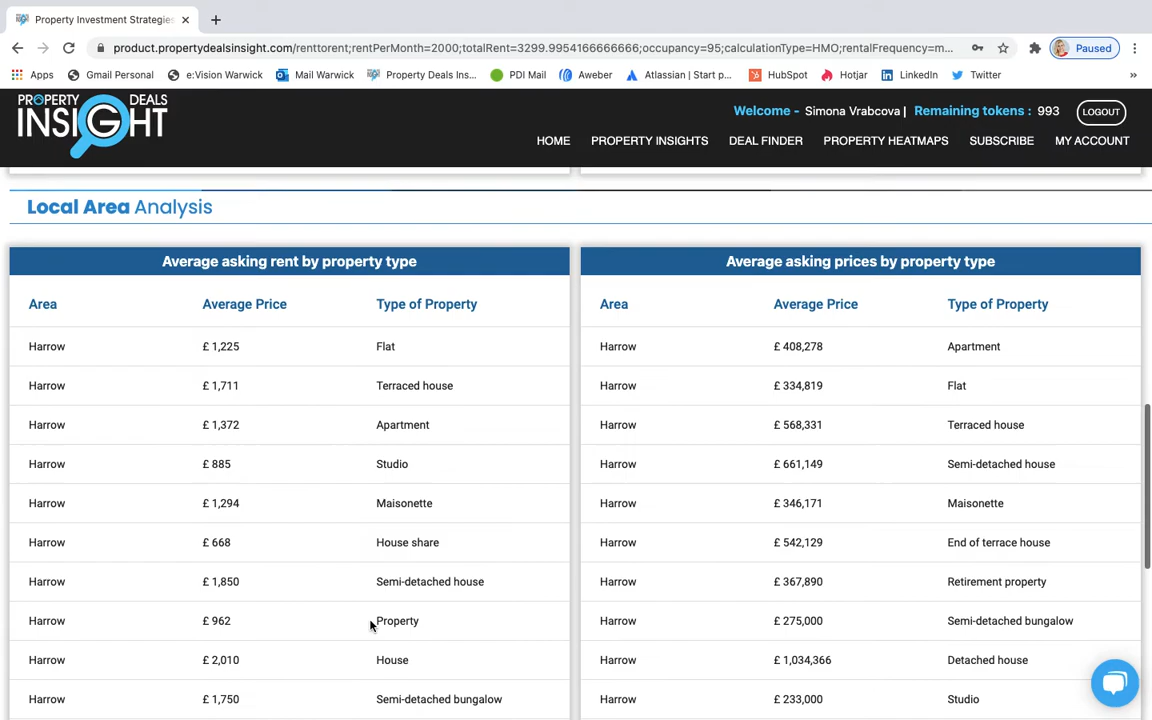 Property Investment Strategies
product.propertydealsinsight.com/renttorent;rentPerMonth=2000;totalRent=3299.9954166666666;occupancy=95;calculationType=HMO;rentalFrequency=m...
Paused
Apps
Gmail Personal
e:Vision Warwick
Mail Warwick
Property Deals Ins...
PDI Mail
Aweber
Atlassian | Start p...
HubSpot
Hotjar
LinkedIn
Twitter
»
PROPERTY DEALS
INSIGHT
Welcome - Simona Vrabcova | Remaining tokens : 993
LOGOUT
HOME
PROPERTY INSIGHTS
DEAL FINDER
PROPERTY HEATMAPS
SUBSCRIBE
MY ACCOUNT
Local Area Analysis
Average asking rent by property type
Area Average Price Type of Property
Harrow £ 1,225 Flat
Harrow £ 1,711 Terraced house
Harrow £ 1,372 Apartment
Harrow £ 885 Studio
Harrow £ 1,294 Maisonette
Harrow £ 668 House share
Harrow £ 1,850 Semi-detached house
Harrow £ 962 Property
Harrow £ 2,010 House
Harrow £ 1,750 Semi-detached bungalow
Average asking prices by property type
Area Average Price Type of Property
Harrow £ 408,278 Apartment
Harrow £ 334,819 Flat
Harrow £ 568,331 Terraced house
Harrow £ 661,149 Semi-detached house
Harrow £ 346,171 Maisonette
Harrow £ 542,129 End of terrace house
Harrow £ 367,890 Retirement property
Harrow £ 275,000 Semi-detached bungalow
Harrow £ 1,034,366 Detached house
Harrow £ 233,000 Studio